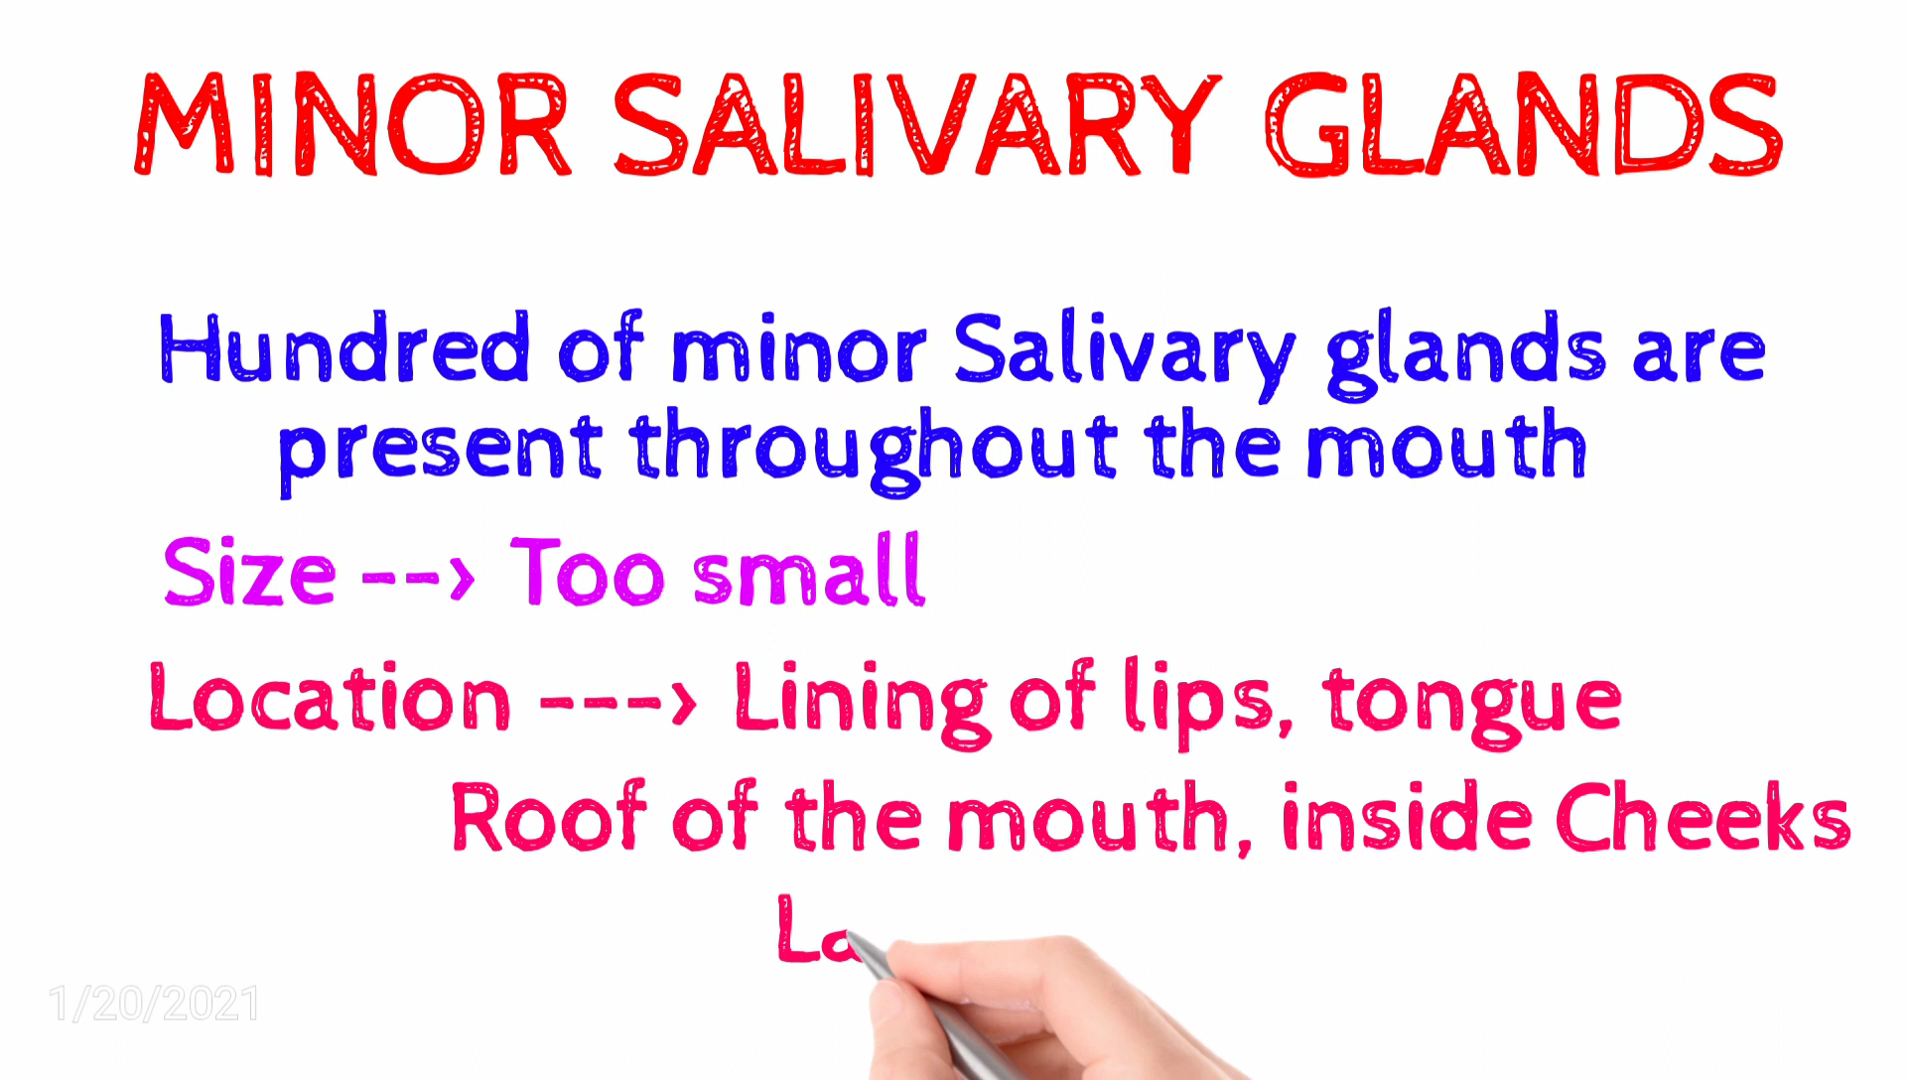 MINOR SALIVARY GLANDS
Hundred of minor Salivary glands are
present throughout the mouth
Size --› Too small
Location ---› Lining of lips, tongue
Roof of the mouth, inside Cheeks
La
1/20/2021